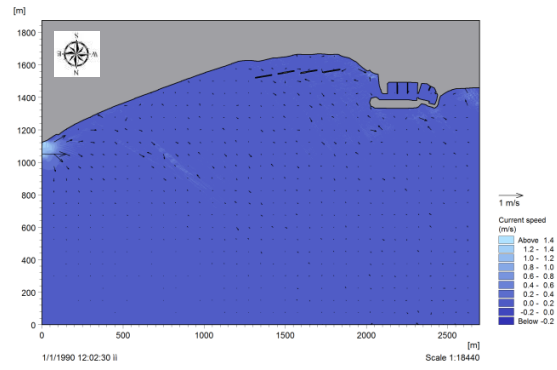 [m]
1800
1600
1400
1200
1000
800
600
400
200
0
0 500 1000 1500 2000 2500
[m]
1/1/1990 12:02:30 ii
Scale 1:18440
N
N
1 m/s
Current speed
(m/s)
Above 1.4
1.2 - 1.4
1.0 - 1.2
0.8 - 1.0
0.6 - 0.8
0.4 - 0.6
0.2 - 0.4
0.0 - 0.2
-0.2 - 0.0
Below -0.2